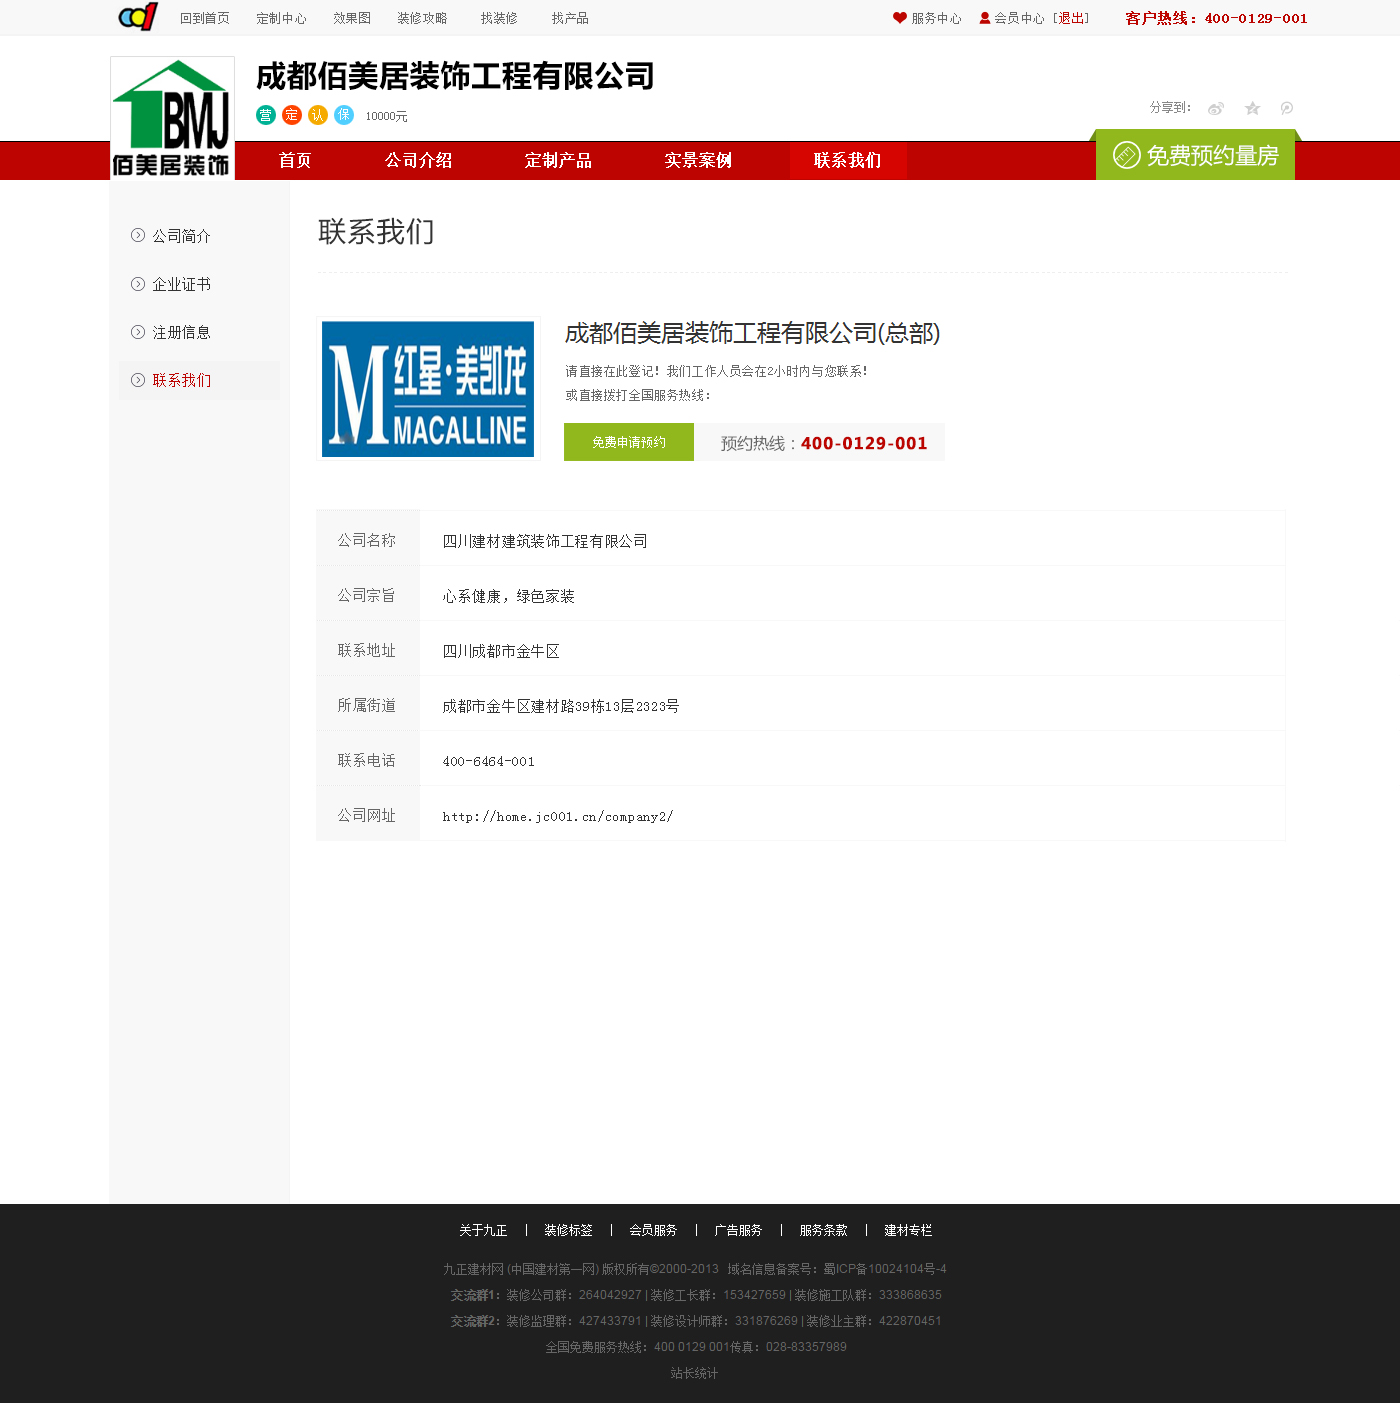 回到首页 定制中心 效果图 装修攻略 找装修 找产品 服务中心 会员中心 [退出] 客户热线：400-0129-001
成都佰美居装饰工程有限公司
营 定 认 保 10000元
分享到：
BMJ
佰美居装饰
首页 公司介绍 定制产品 实景案例 联系我们 免费预约量房
公司简介
企业证书
注册信息
联系我们
联系我们
M 红星·美凯龙
MACALLINE
成都佰美居装饰工程有限公司(总部)
请直接在此登记！我们工作人员会在2小时内与您联系！
或直接拨打全国服务热线：
免费申请预约 预约热线：400-0129-001
公司名称 四川建材建筑装饰工程有限公司
公司宗旨 心系健康，绿色家装
联系地址 四川成都市金牛区
所属街道 成都市金牛区建材路39栋13层2323号
联系电话 400-6464-001
公司网址 http://home.jc001.cn/company2/
关于九正 | 装修标签 | 会员服务 | 广告服务 | 服务条款 | 建材专栏
九正建材网 (中国建材第一网) 版权所有©2000-2013 域名信息备案号：蜀ICP备10024104号-4
交流群1：装修公司群：264042927 | 装修工长群：153427659 | 装修施工队群：333868635
交流群2：装修监理群：427433791 | 装修设计师群：331876269 | 装修业主群：422870451
全国免费服务热线：400 0129 001传真：028-83357989
站长统计